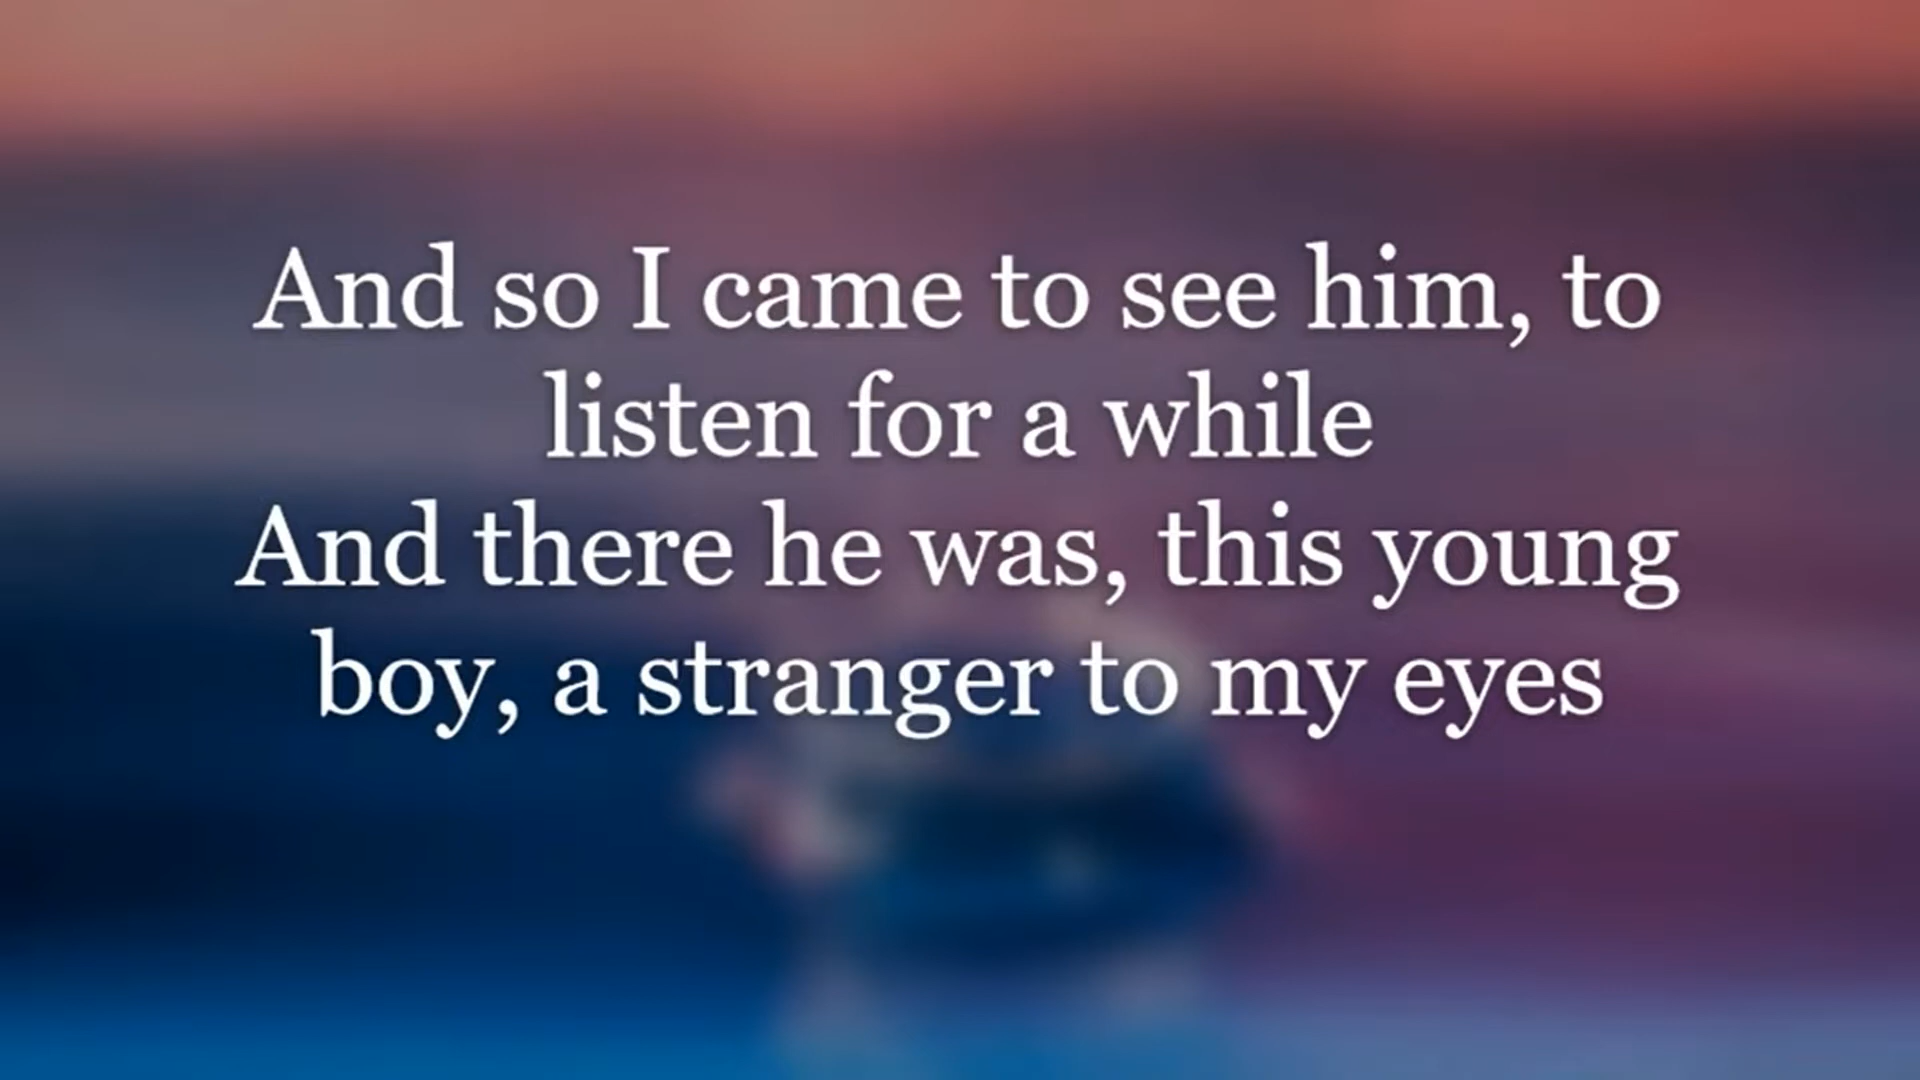 And so I came to see him, to
listen for a while
And there he was, this young
boy, a stranger to my eyes